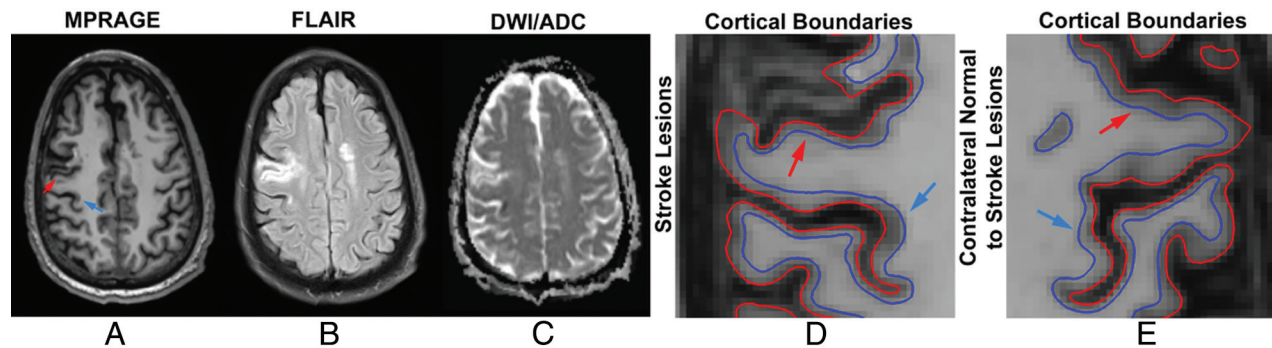 MPRAGE
FLAIR
DWI/ADC
Cortical Boundaries
Cortical Boundaries
Stroke Lesions
Contralateral Normal
to Stroke Lesions
A
B
C
D
E